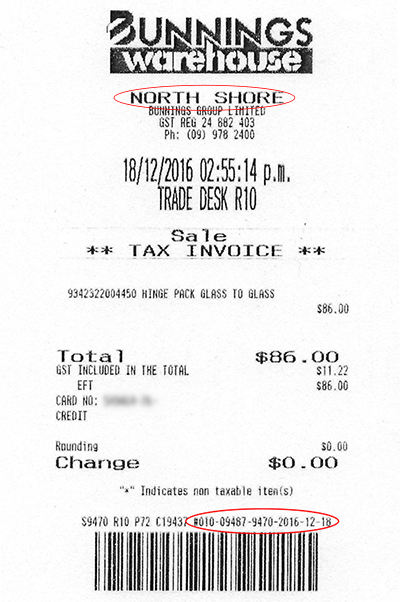 BUNNINGS
warehouse
NORTH SHORE
BUNNINGS GROUP LIMITED
GST REG 24 882 403
Ph: (09) 978 2400
18/12/2016 02:55:14 p.m.
TRADE DESK R10
Sale
** TAX INVOICE **
9342322004450 HINGE PACK GLASS TO GLASS
$86.00
Total $86.00
GST INCLUDED IN THE TOTAL $11.22
EFT $86.00
CARD NO:
CREDIT
Rounding $0.00
Change $0.00
"*" Indicates non taxable item(s)
S9470 R10 P72 C19437 #010-09487-9470-2016-12-18